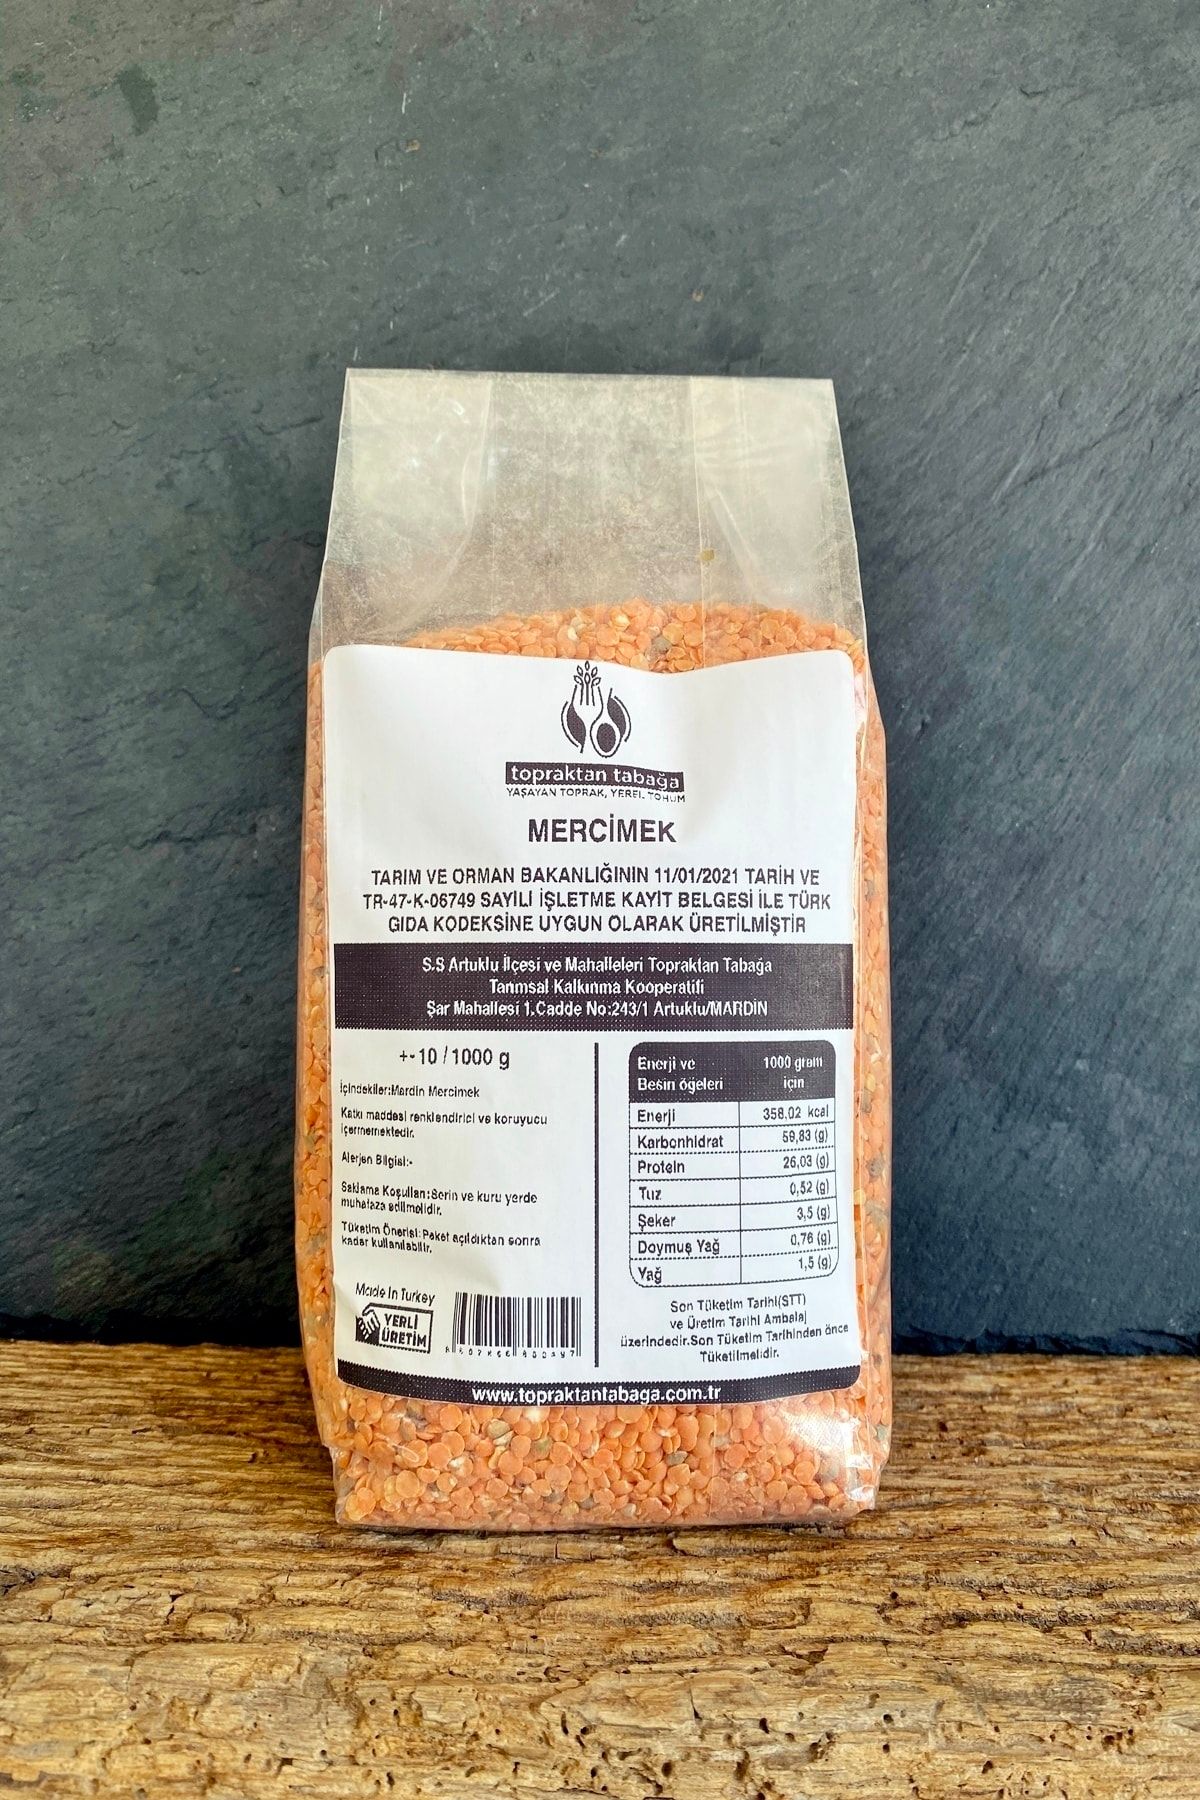 topraktan tabağa
YAŞAYAN TOPRAK, YEREL TOHUM
MERCİMEK
TARIM VE ORMAN BAKANLIĞININ 11/01/2021 TARİH VE
TR-47-K-06749 SAYILI İŞLETME KAYIT BELGESİ İLE TÜRK
GIDA KODEKSİNE UYGUN OLARAK ÜRETİLMİŞTİR
S.S Artuklu İlçesi ve Mahalleleri Topraktan Tabağa
Tarımsal Kalkınma Kooperatifi
Şar Mahallesi 1.Cadde No:243/1 Artuklu/MARDİN
+-10 / 1000 g
İçindekiler:Mardin Mercimek
Katkı maddesi renklendirici ve koruyucu
içermemektedir.
Alerjen Bilgisi:-
Saklama Koşulları:Serin ve kuru yerde
muhafaza edilmelidir.
Tüketim Önerisi: Paket açıldıktan sonra
kadar kullanılabilir.
Made In Turkey
YERLİ
ÜRETİM
Enerji ve 1000 gram
Besin öğeleri için
Enerji 358,02 kcal
Karbonhidrat 59,83 (g)
Protein 26,03 (g)
Tuz 0,52 (g)
Şeker 3,5 (g)
Doymuş Yağ 0,76 (g)
Yağ 1,5 (g)
Son Tüketim Tarihi(STT)
ve Üretim Tarihi Ambalaj
üzerindedir.Son Tüketim Tarihinden önce
Tüketilmelidir.
www.topraktantabaga.com.tr